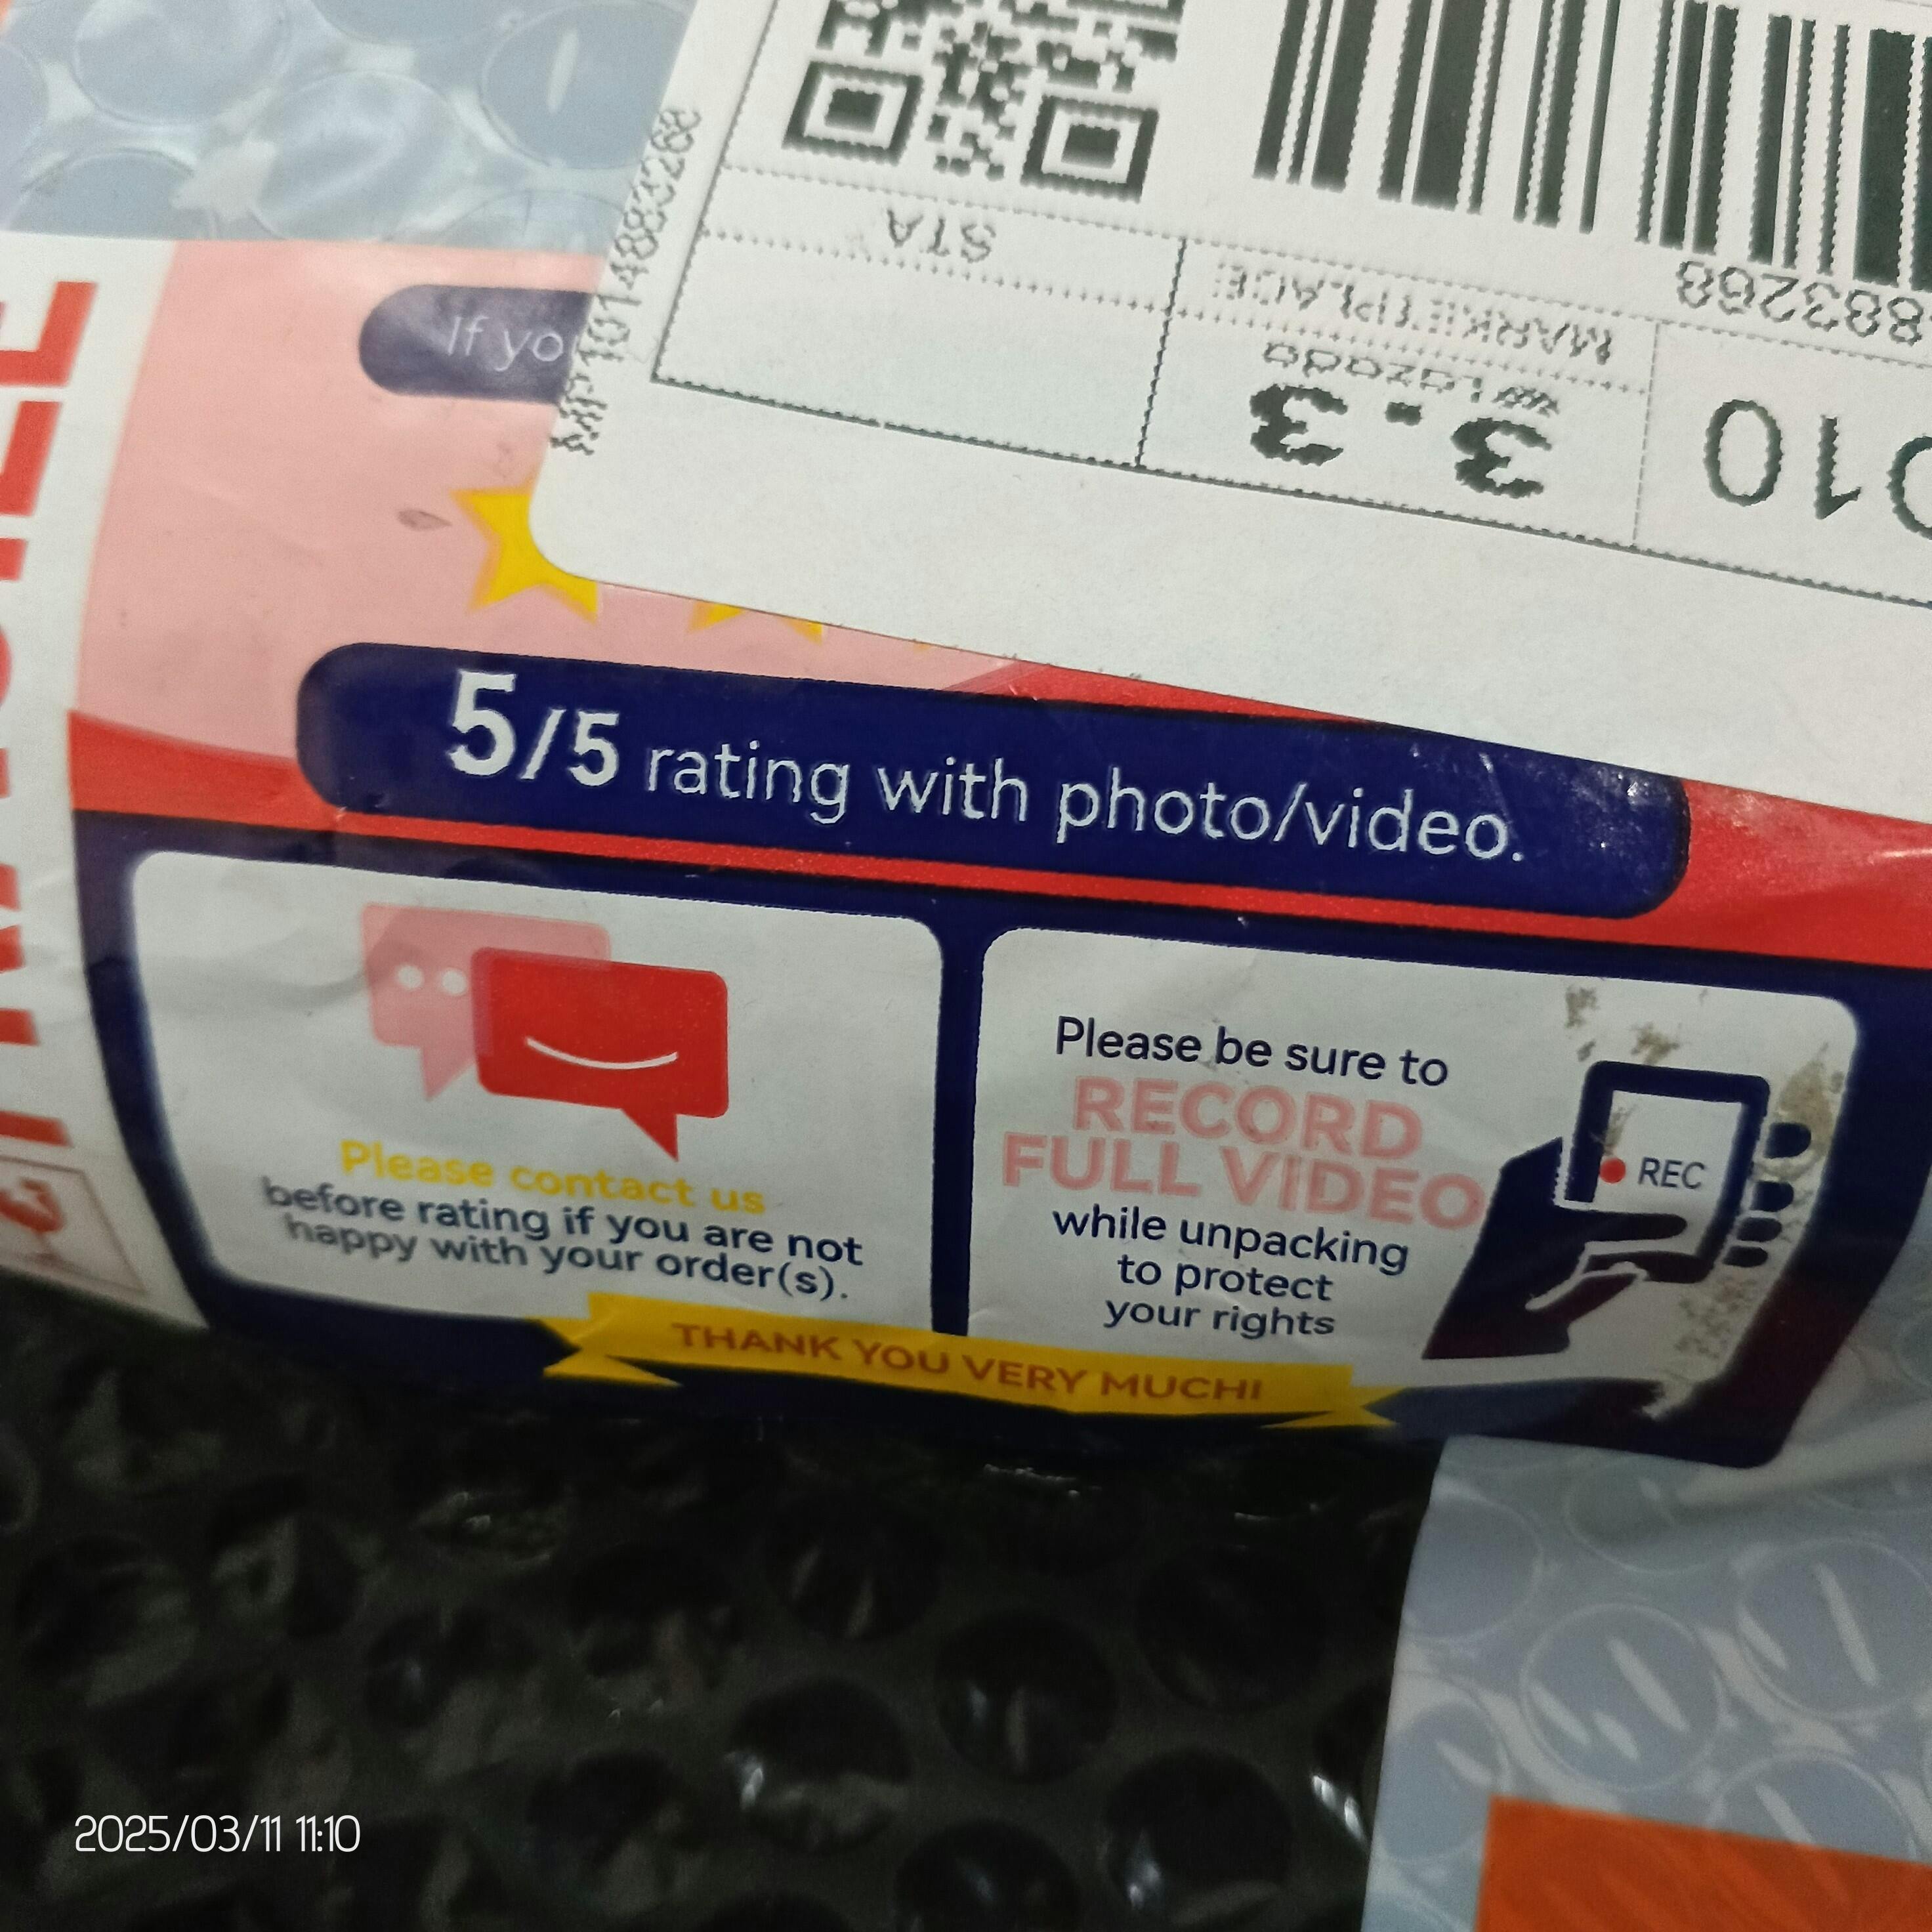 MP1014883268
STA
MARKETPLACE
Lazada
3.3
883268
If yo
5/5 rating with photo/video.
Please contact us
before rating if you are not
happy with your order(s).
Please be sure to
RECORD
FULL VIDEO
while unpacking
to protect
your rights
REC
THANK YOU VERY MUCH!
2025/03/11 11:10